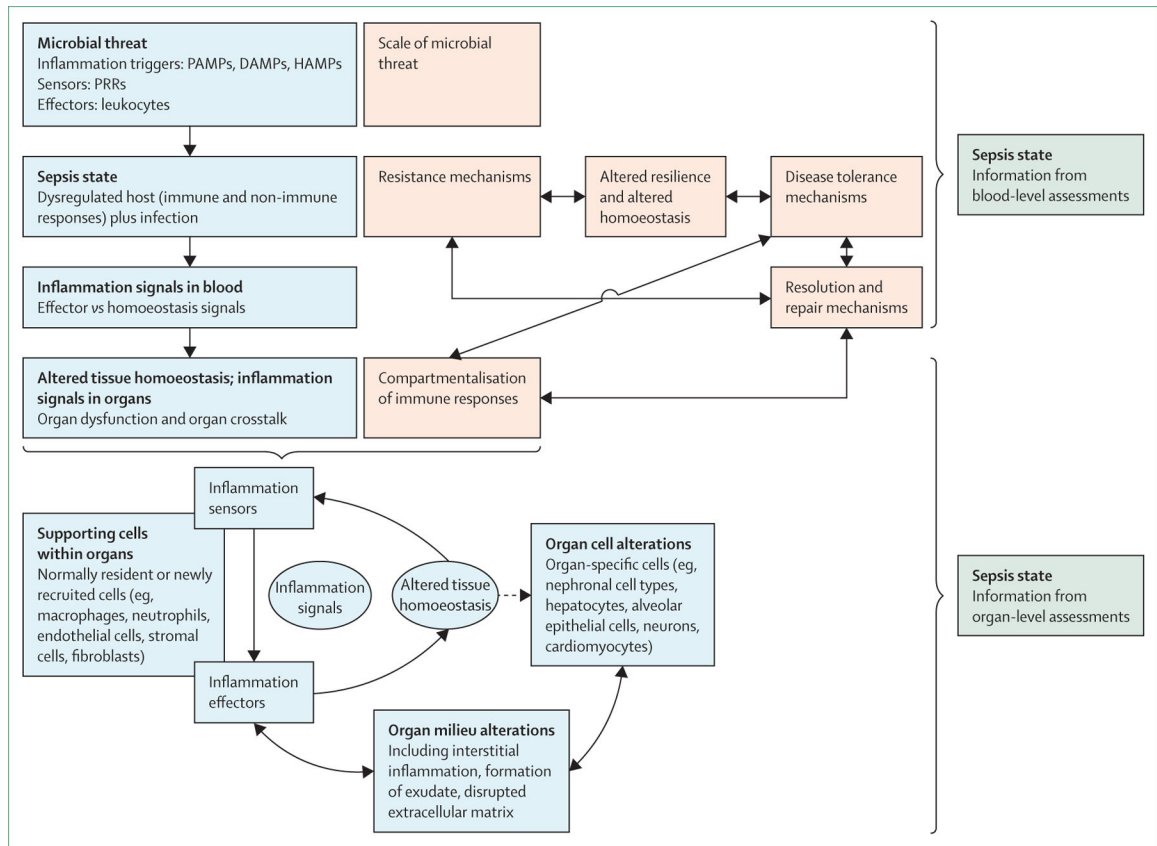 Microbial threat
Inflammation triggers: PAMPs, DAMPs, HAMPs
Sensors: PRRs
Effectors: leukocytes
Scale of microbial
threat
Sepsis state
Dysregulated host (immune and non-immune
responses) plus infection
Resistance mechanisms
Altered resilience
and altered
homoeostasis
Disease tolerance
mechanisms
Sepsis state
Information from
blood-level assessments
Inflammation signals in blood
Effector vs homeostasis signals
Resolution and
repair mechanisms
Altered tissue homoeostasis; inflammation
signals in organs
Organ dysfunction and organ crosstalk
Compartmentalisation
of immune responses
Inflammation
sensors
Supporting cells
within organs
Normally resident or newly
recruited cells (eg,
macrophages, neutrophils,
endothelial cells, stromal
cells, fibroblasts)
Inflammation
signals
Altered tissue
homoeostasis
Organ cell alterations
Organ-specific cells (eg,
nephronal cell types,
hepatocytes, alveolar
epithelial cells, neurons,
cardiomyocytes)
Sepsis state
Information from
organ-level assessments
Inflammation
effectors
Organ milieu alterations
Including interstitial
inflammation, formation
of exudate, disrupted
extracellular matrix